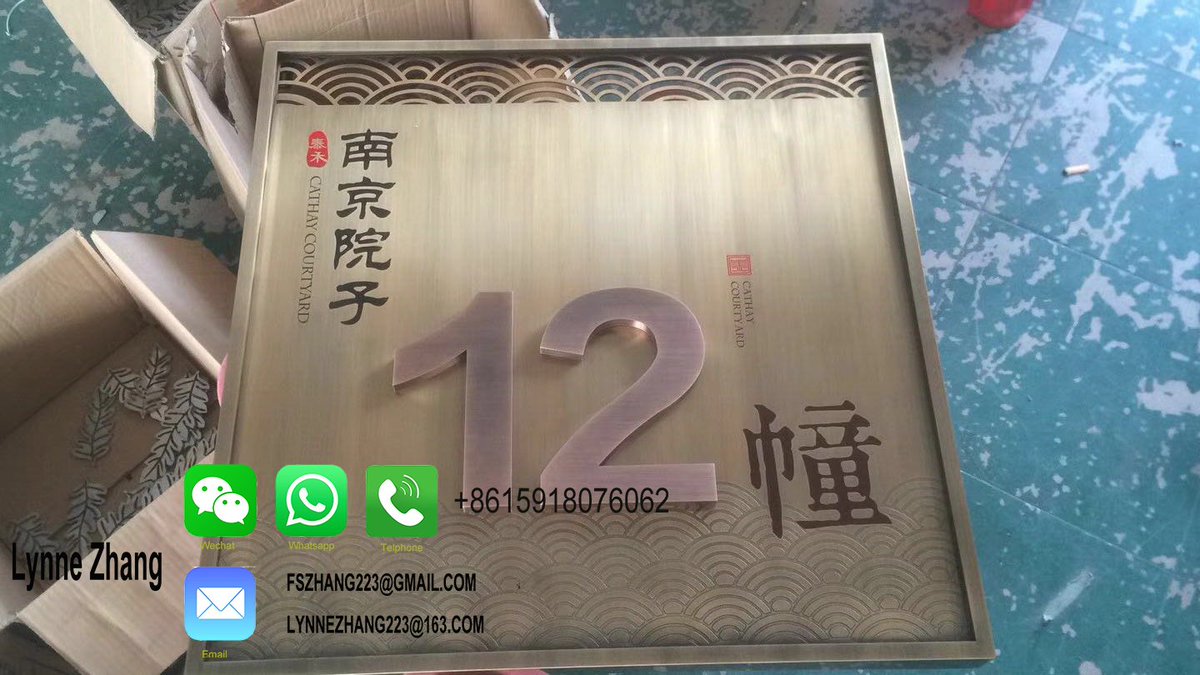 泰禾
南京院子
CATHAY COURTYARD
12
CATHAY
COURTYARD
幢
+8615918076062
Wechat
Whatsapp
Telphone
Lynne Zhang
FSZHANG223@GMAIL.COM
LYNNEZHANG223@163.COM
Email